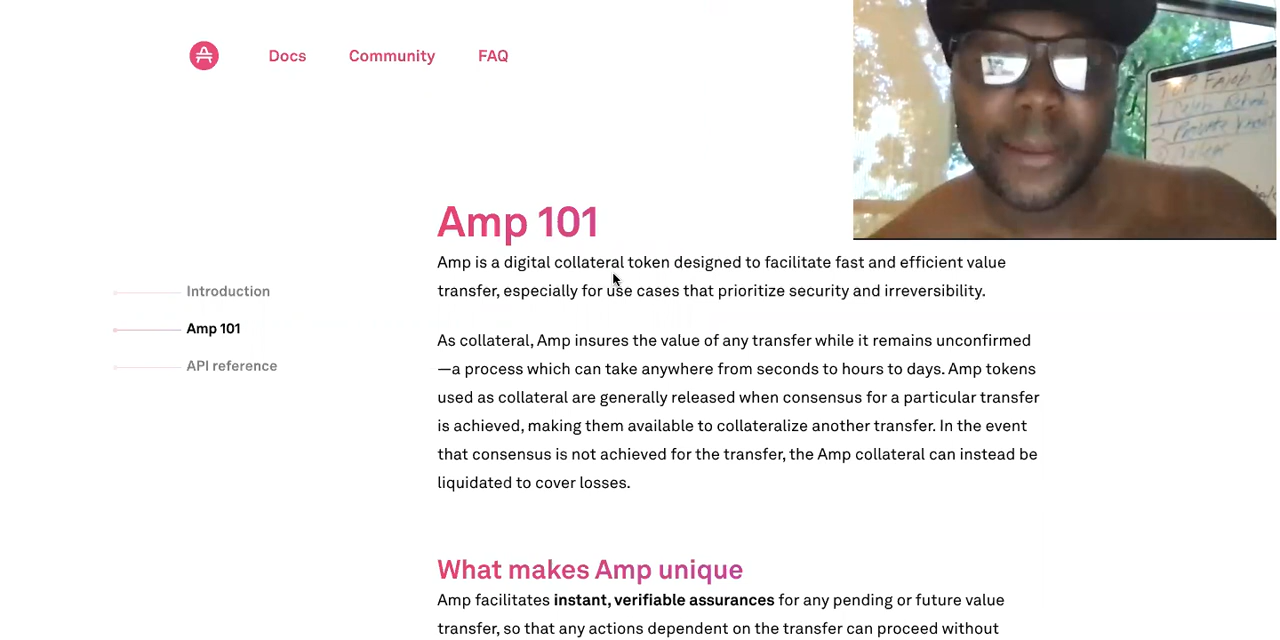 Docs Community FAQ
TOP
Amp 101
Amp is a digital collateral token designed to facilitate fast and efficient value
transfer, especially for use cases that prioritize security and irreversibility.
Introduction
Amp 101
API reference
As collateral, Amp insures the value of any transfer while it remains unconfirmed
—a process which can take anywhere from seconds to hours to days. Amp tokens
used as collateral are generally released when consensus for a particular transfer
is achieved, making them available to collateralize another transfer. In the event
that consensus is not achieved for the transfer, the Amp collateral can instead be
liquidated to cover losses.
What makes Amp unique
Amp facilitates instant, verifiable assurances for any pending or future value
transfer, so that any actions dependent on the transfer can proceed without